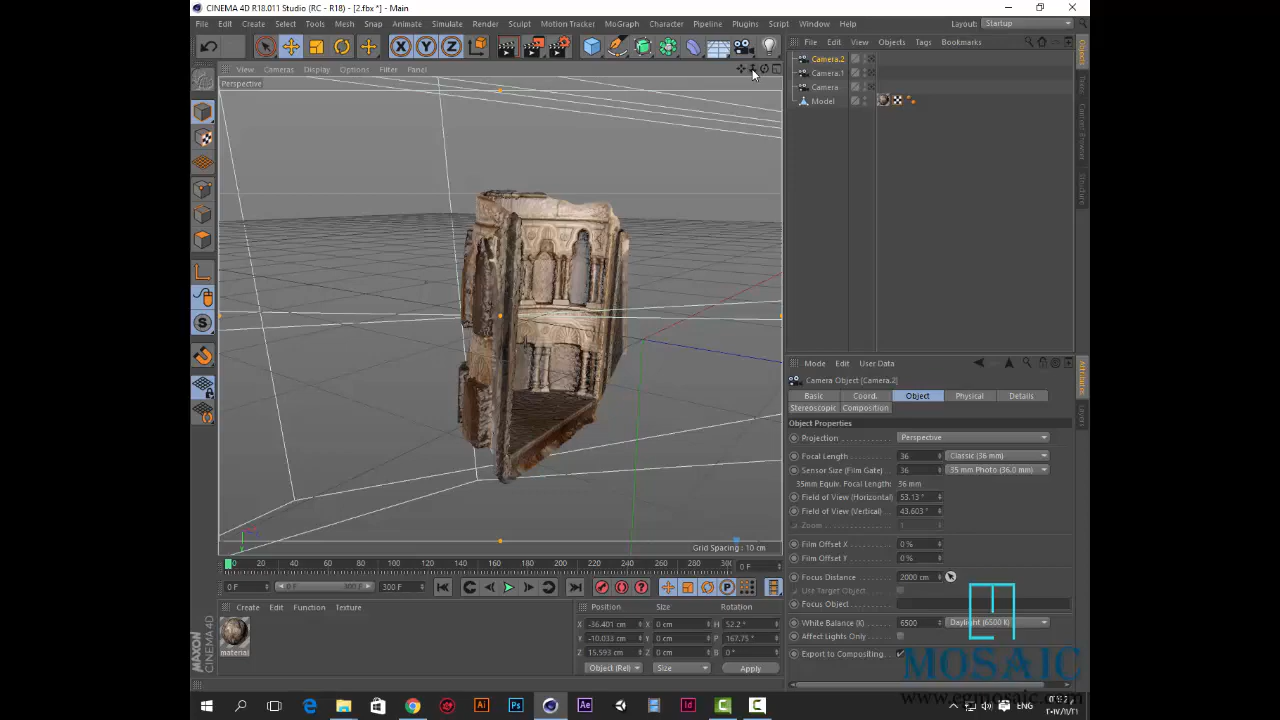 CINEMA 4D R18.011 Studio (RC - R18) - [2.fbx *] - Main
File Edit Create Select Tools Mesh Snap Animate Simulate Render Sculpt Motion Tracker MoGraph Character Pipeline Plugins Script Window Help Layout: Startup
File Edit View Objects Tags Bookmarks
View Cameras Display Options Filter Panel
Perspective
Camera.2
Camera.1
Camera
Model
Objects
Takes
Content Browser
Structure
X Y Z
Mode Edit User Data
Camera Object [Camera.2]
Basic Coord. Object Physical Details
Stereoscopic Composition
Object Properties
Projection Perspective
Focal Length 36 Classic (36 mm)
Sensor Size (Film Gate) 36 35 mm Photo (36.0 mm)
35mm Equiv. Focal Length: 36 mm
Field of View (Horizontal) 53.13 °
Field of View (Vertical) 43.603 °
Zoom 1
Film Offset X 0 %
Film Offset Y 0 %
Focus Distance 2000 cm
Use Target Object
Focus Object
White Balance (K) 6500 Daylight (6500 K)
Affect Lights Only
Export to Compositing
Attributes
Layers
Grid Spacing : 10 cm
0 20 40 60 80 100 120 140 160 180 200 220 240 260 280 300 0 F
0 F 0 F 300 F 300 F
Create Edit Function Texture
material
MAXON
CINEMA 4D
Position Size Rotation
X -36.401 cm X 0 cm H 52.2 °
Y -10.033 cm Y 0 cm P 167.75 °
Z 15.593 cm Z 0 cm B 0 °
Object (Rel) Size Apply
MOSAIC
www.egmosaic.com